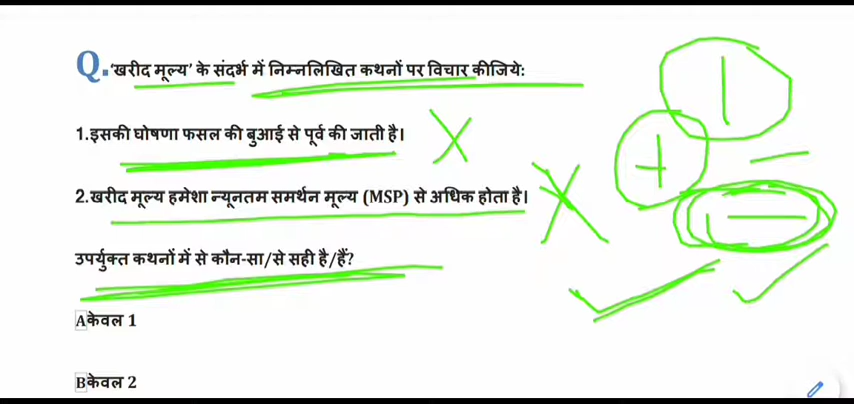 Q.'खरीद मूल्य' के संदर्भ में निम्नलिखित कथनों पर विचार कीजिये:
1.इसकी घोषणा फसल की बुआई से पूर्व की जाती है।
2.खरीद मूल्य हमेशा न्यूनतम समर्थन मूल्य (MSP) से अधिक होता है।
उपर्युक्त कथनों में से कौन-सा/से सही है/हैं?
Aकेवल 1
Bकेवल 2